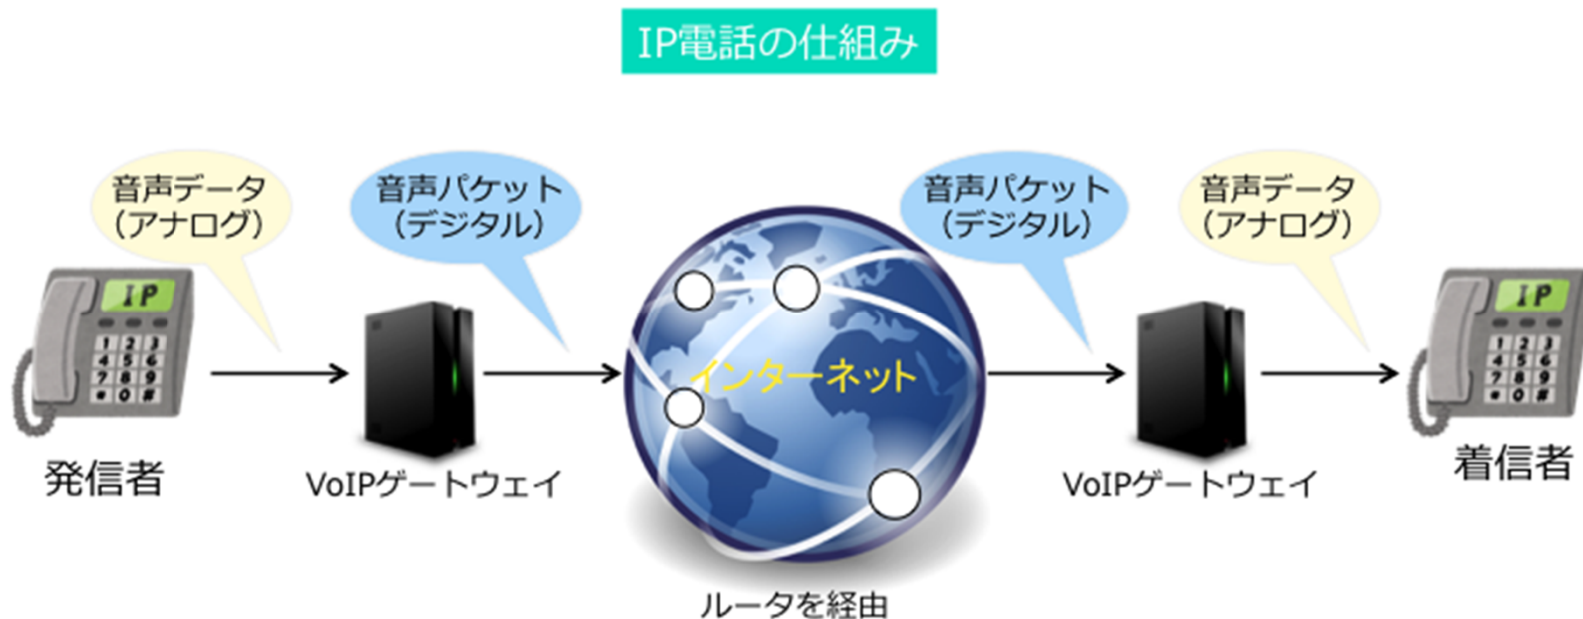 IP電話の仕組み
音声データ
(アナログ)
音声パケット
(デジタル)
音声パケット
(デジタル)
音声データ
(アナログ)
IP
1 2 3
4 5 6
7 8 9
* 0 #
インターネット
IP
1 2 3
4 5 6
7 8 9
* 0 #
発信者
VoIPゲートウェイ
VoIPゲートウェイ
着信者
ルータを経由